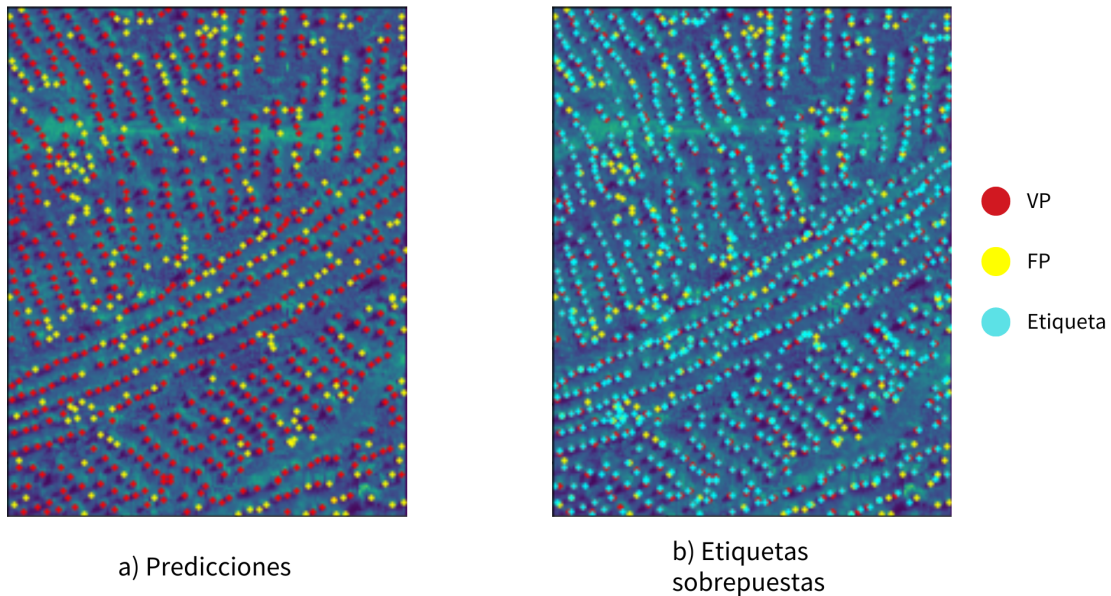 VP
FP
Etiqueta
a) Predicciones
b) Etiquetas
sobrepuestas